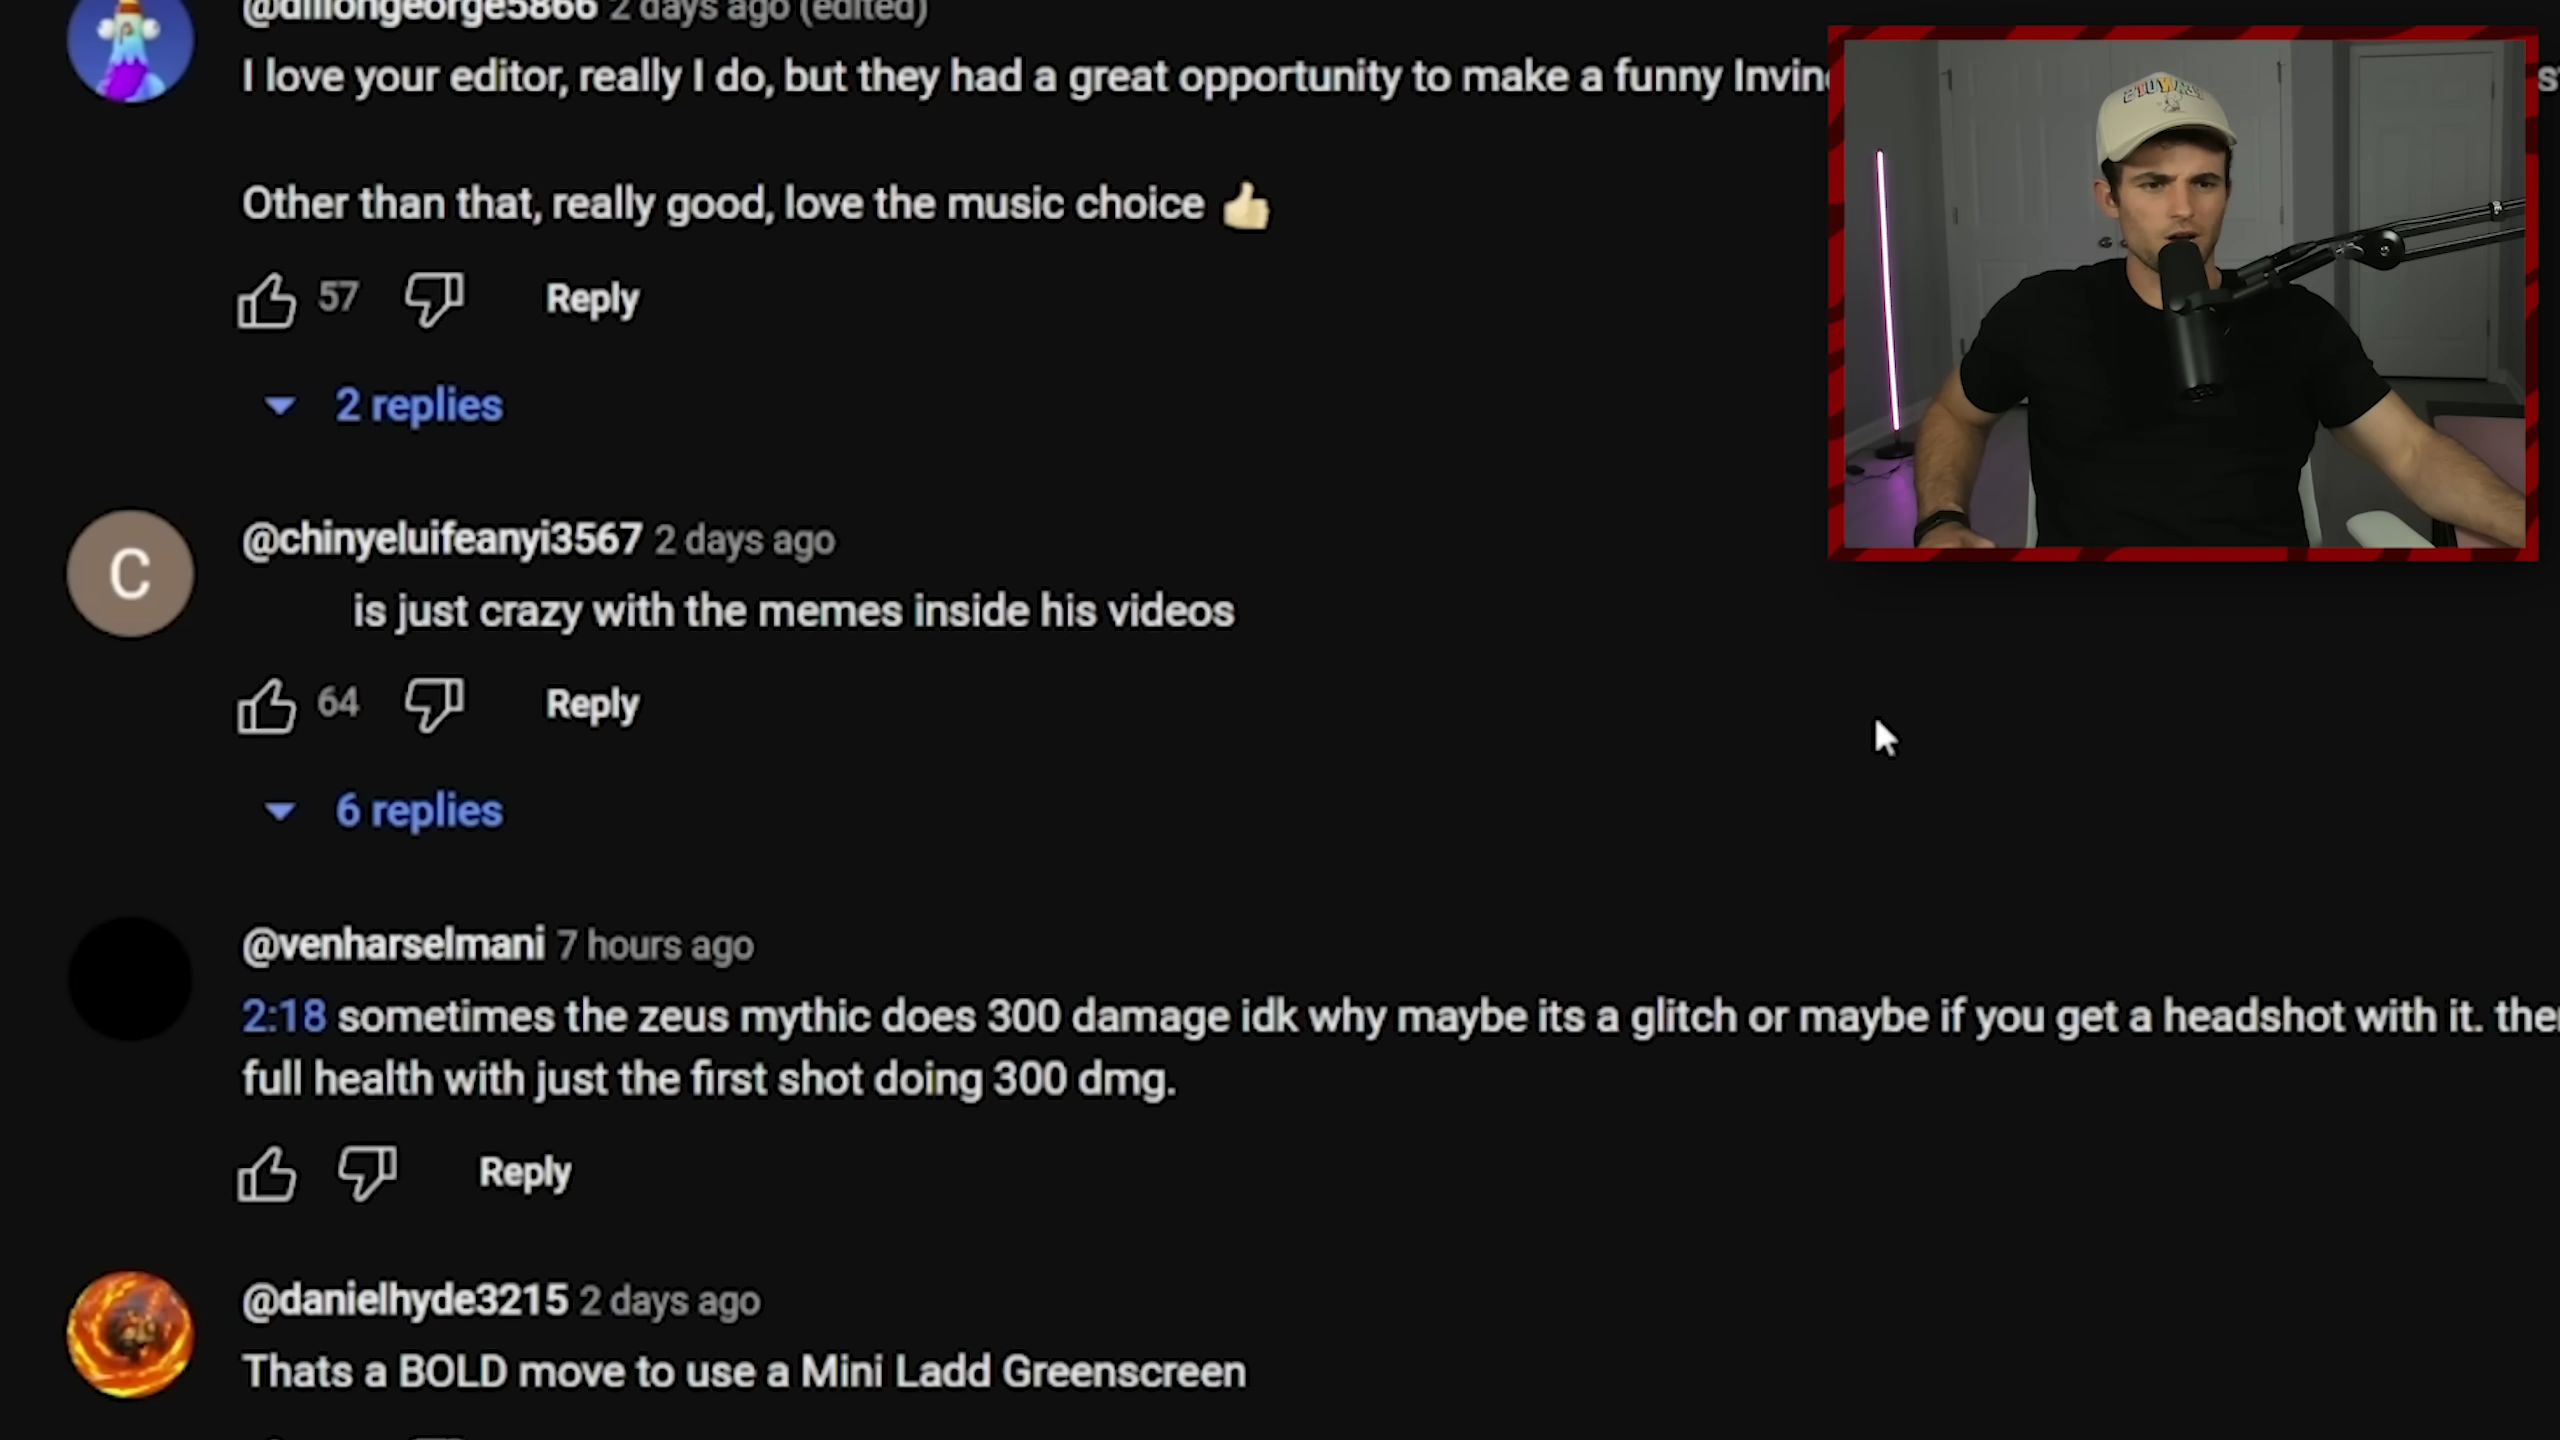 @dillongeorge5866 2 days ago (edited)
I love your editor, really I do, but they had a great opportunity to make a funny
Other than that, really good, love the music choice 👍
57 Reply
2 replies
C
@chinyeluifeanyi3567 2 days ago
is just crazy with the memes inside his videos
64 Reply
6 replies
@venharselmani 7 hours ago
2:18 sometimes the zeus mythic does 300 damage idk why maybe its a glitch or maybe if you get a headshot with it.
full health with just the first shot doing 300 dmg.
Reply
@danielhyde3215 2 days ago
Thats a BOLD move to use a Mini Ladd Greenscreen